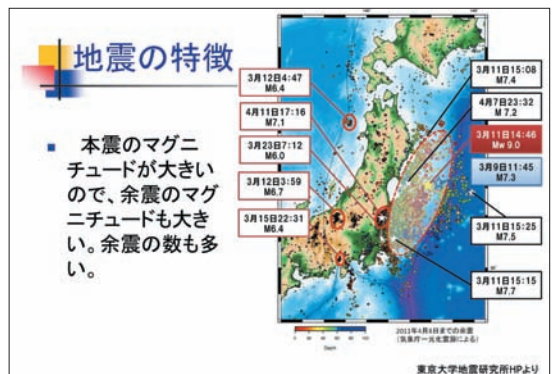 地震の特徴
■ 本震のマグニ
チュードが大きい
ので、余震のマグ
ニチュードも大き
い。余震の数も多
い。
3月12日4:47
M6.4
4月11日17:16
M7.1
3月23日7:12
M6.0
3月12日3:59
M6.7
3月15日22:31
M6.4
3月11日15:08
M7.4
4月7日23:32
M 7.2
3月11日14:46
Mw 9.0
3月9日11:45
M7.3
3月11日15:25
M7.5
3月11日15:15
M7.7
Depth
2011年4月8日までの余震
(気象庁一元化震源による)
東京大学地震研究所HPより